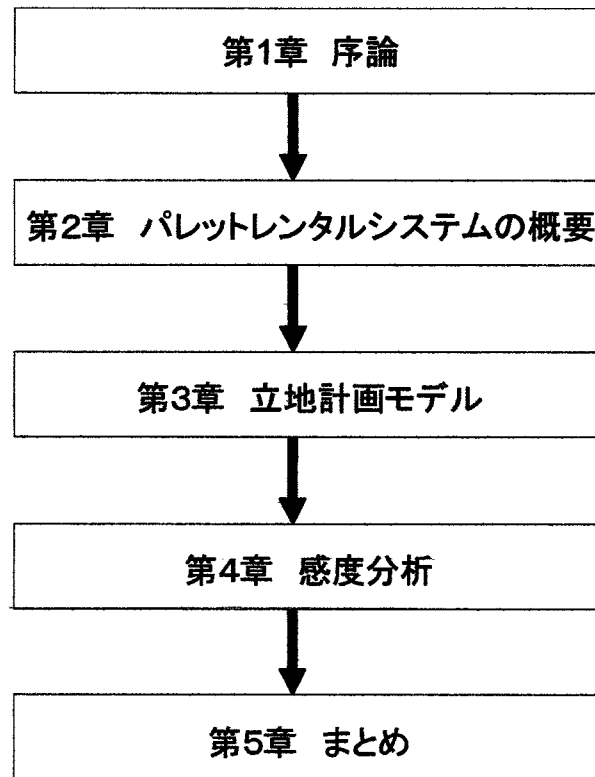 第1章 序論
第2章 パレットレンタルシステムの概要
第3章 立地計画モデル
第4章 感度分析
第5章 まとめ